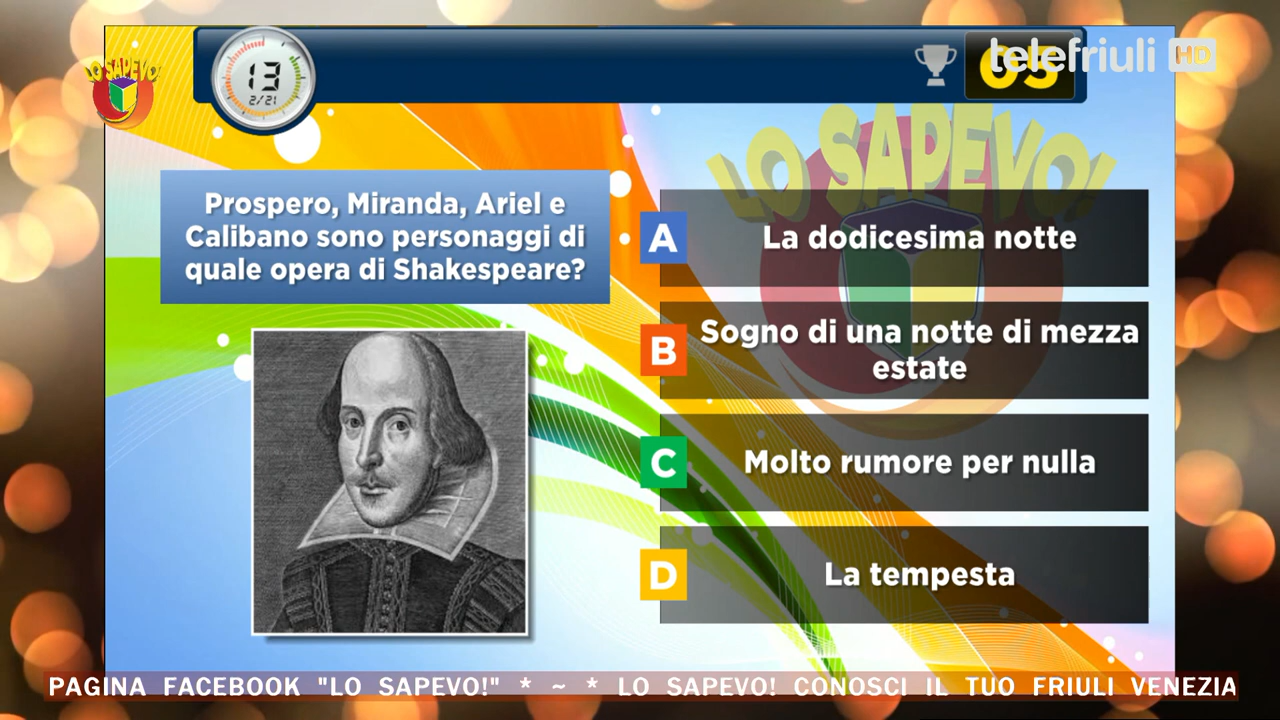 LO SAPEVO!
13
2/21
telefriuli HD
LO SAPEVO!
Prospero, Miranda, Ariel e
Calibano sono personaggi di
quale opera di Shakespeare?
A La dodicesima notte
B Sogno di una notte di mezza
estate
C Molto rumore per nulla
D La tempesta
PAGINA FACEBOOK "LO SAPEVO!" * ~ * LO SAPEVO! CONOSCI IL TUO FRIULI VENEZIA